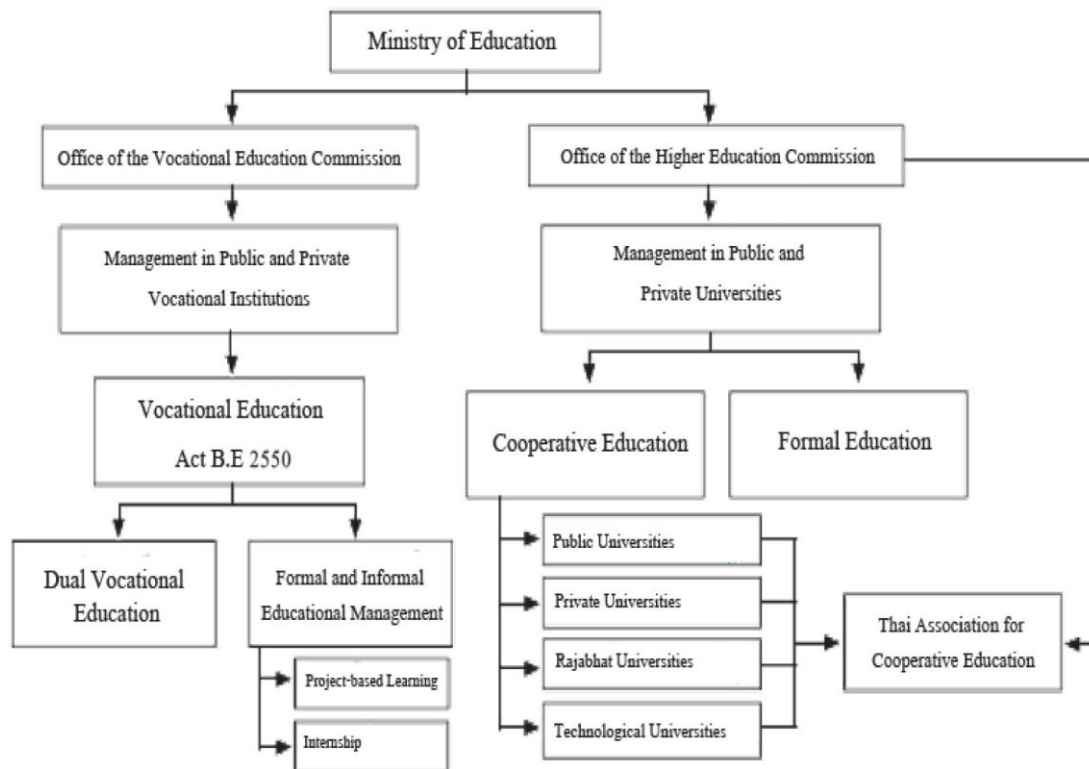 Ministry of Education
Office of the Vocational Education Commission
Office of the Higher Education Commission
Management in Public and Private
Vocational Institutions
Management in Public and
Private Universities
Vocational Education
Act B.E 2550
Cooperative Education
Formal Education
Dual Vocational
Education
Formal and Informal
Educational Management
Project-based Learning
Internship
Public Universities
Private Universities
Rajabhat Universities
Technological Universities
Thai Association for
Cooperative Education